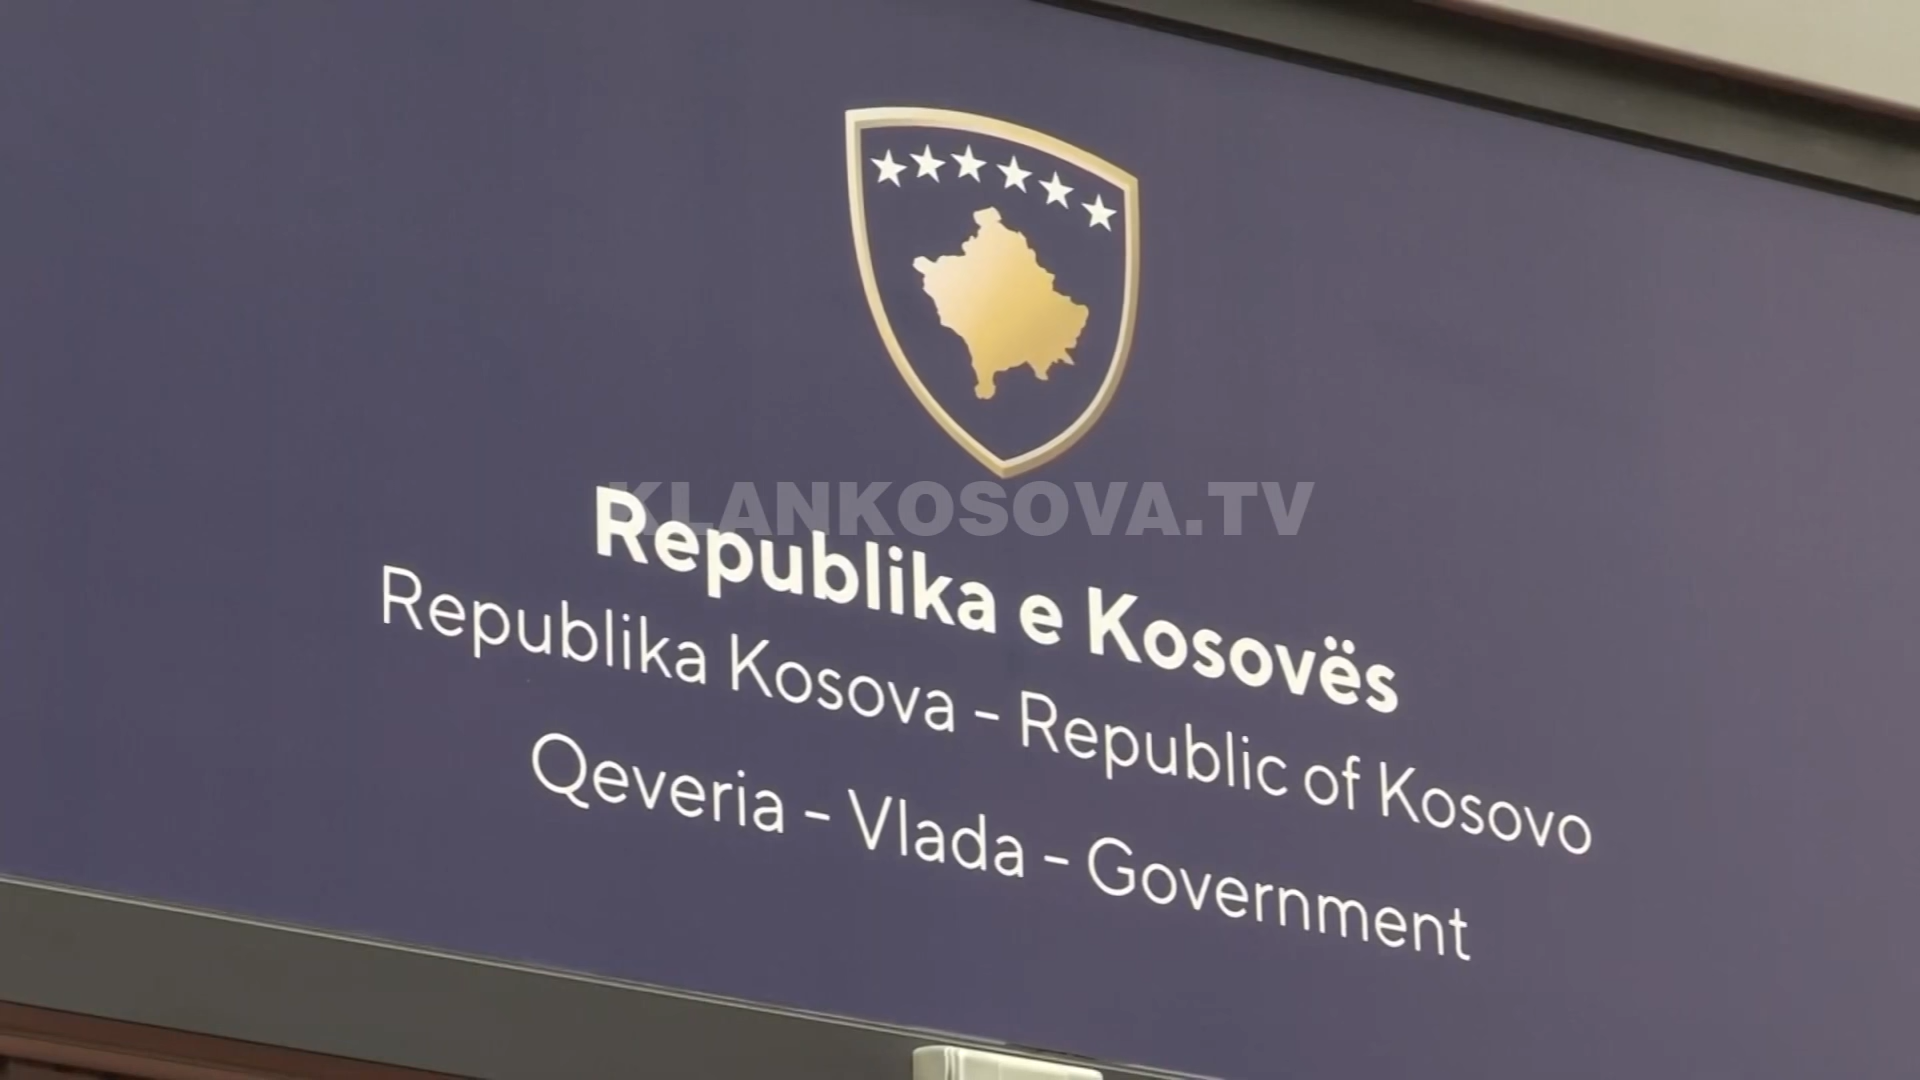 KLANKOSOVA.TV
Republika e Kosovës
Republika Kosova - Republic of Kosovo
Qeveria - Vlada - Government